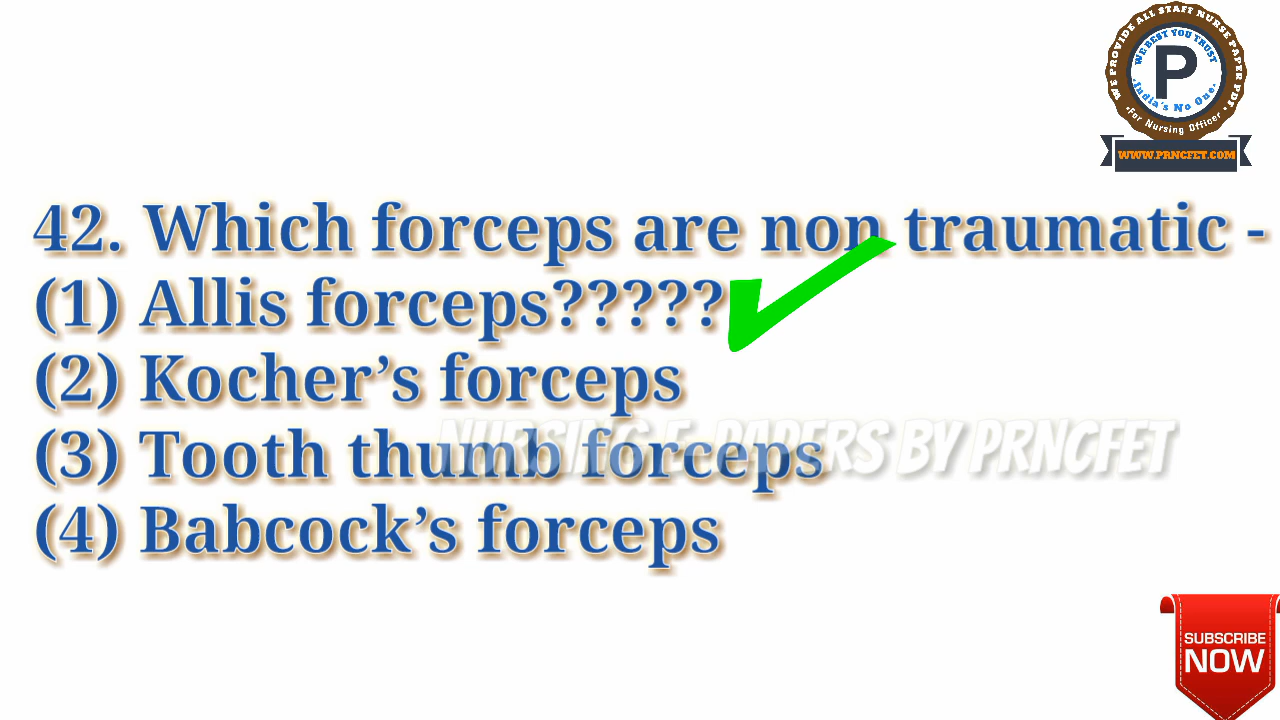 WE PROVIDE ALL STAFF NURSE PAPER PDF
WE BEST YOU TRUST
P
India's No One
For Nursing Officer
WWW.PRNCFET.COM
42. Which forceps are non traumatic -
(1) Allis forceps?????
(2) Kocher’s forceps
(3) Tooth thumb forceps
NURSING E-PAPERS BY PRNCFET
(4) Babcock’s forceps
SUBSCRIBE
NOW